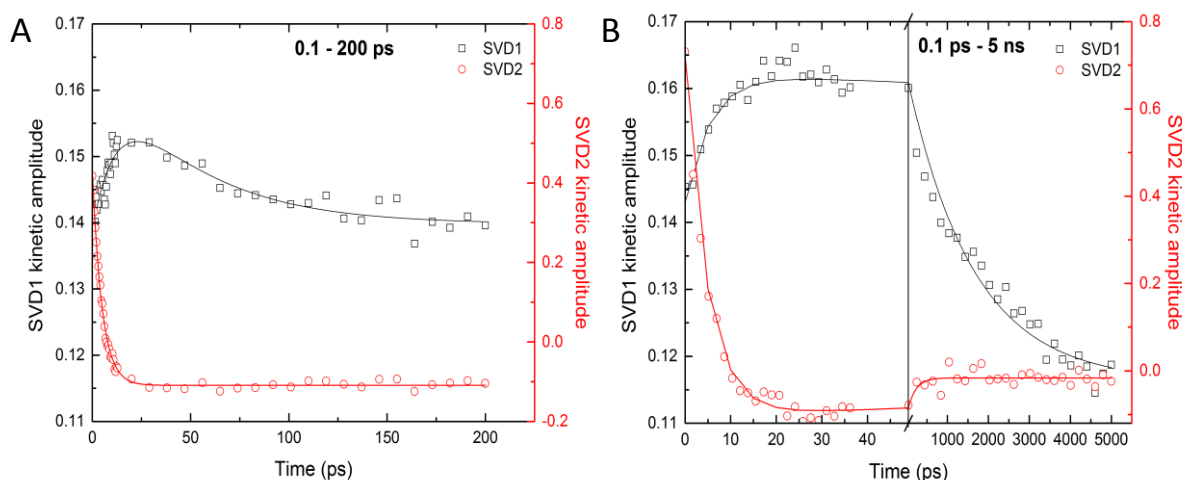 A
0.1 - 200 ps
SVD1
SVD2
SVD1 kinetic amplitude
0.17
0.16
0.15
0.14
0.13
0.12
0.11
SVD2 kinetic amplitude
0.8
0.6
0.4
0.2
0.0
-0.2
0 50 100 150 200
Time (ps)
B
0.1 ps - 5 ns
SVD1
SVD2
SVD1 kinetic amplitude
0.17
0.16
0.15
0.14
0.13
0.12
0.11
SVD2 kinetic amplitude
0.8
0.6
0.4
0.2
0.0
0 10 20 30 40 1000 2000 3000 4000 5000
Time (ps)